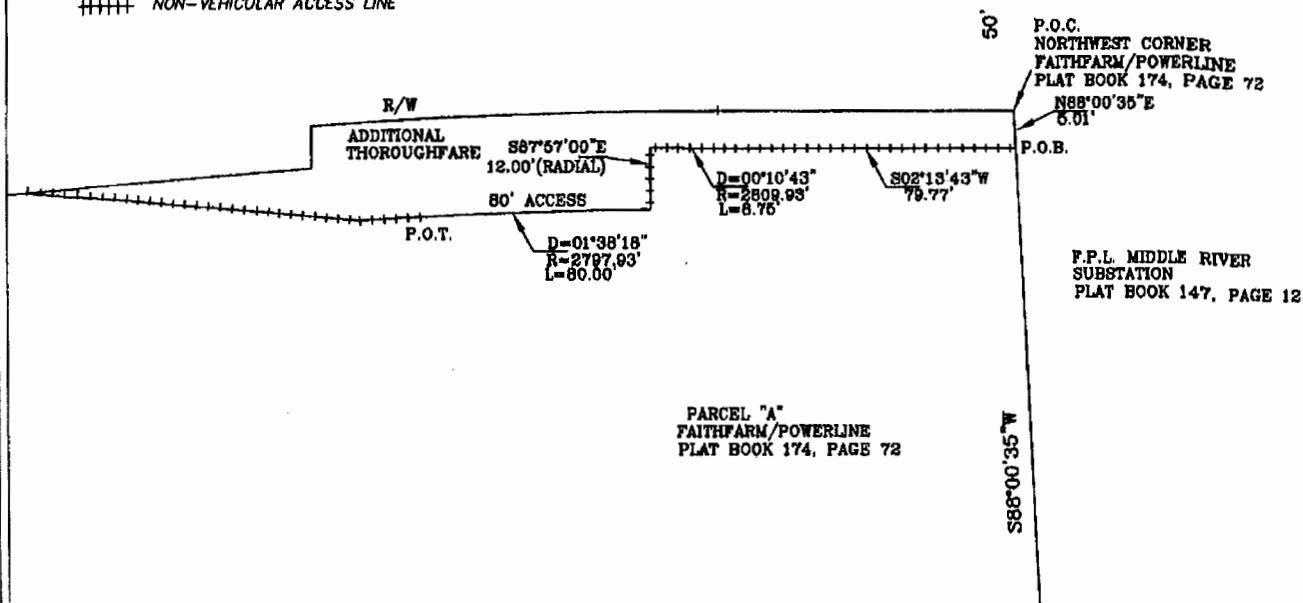 NON-VEHICULAR ACCESS LINE
50'
P.O.C.
NORTHWEST CORNER
FAITHFARM/POWERLINE
PLAT BOOK 174, PAGE 72
N88°00'35"E
5.01'
R/W
ADDITIONAL
THOROUGHFARE
S87°57'00"E
12.00'(RADIAL)
P.O.B.
D=00°10'43"
R=2809.93'
L=8.75'
S02°13'43"W
79.77'
80' ACCESS
P.O.T.
D=01°38'18"
R=2797.93'
L=80.00'
F.P.L. MIDDLE RIVER
SUBSTATION
PLAT BOOK 147, PAGE 12
PARCEL "A"
FAITHFARM/POWERLINE
PLAT BOOK 174, PAGE 72
S88°00'35"W